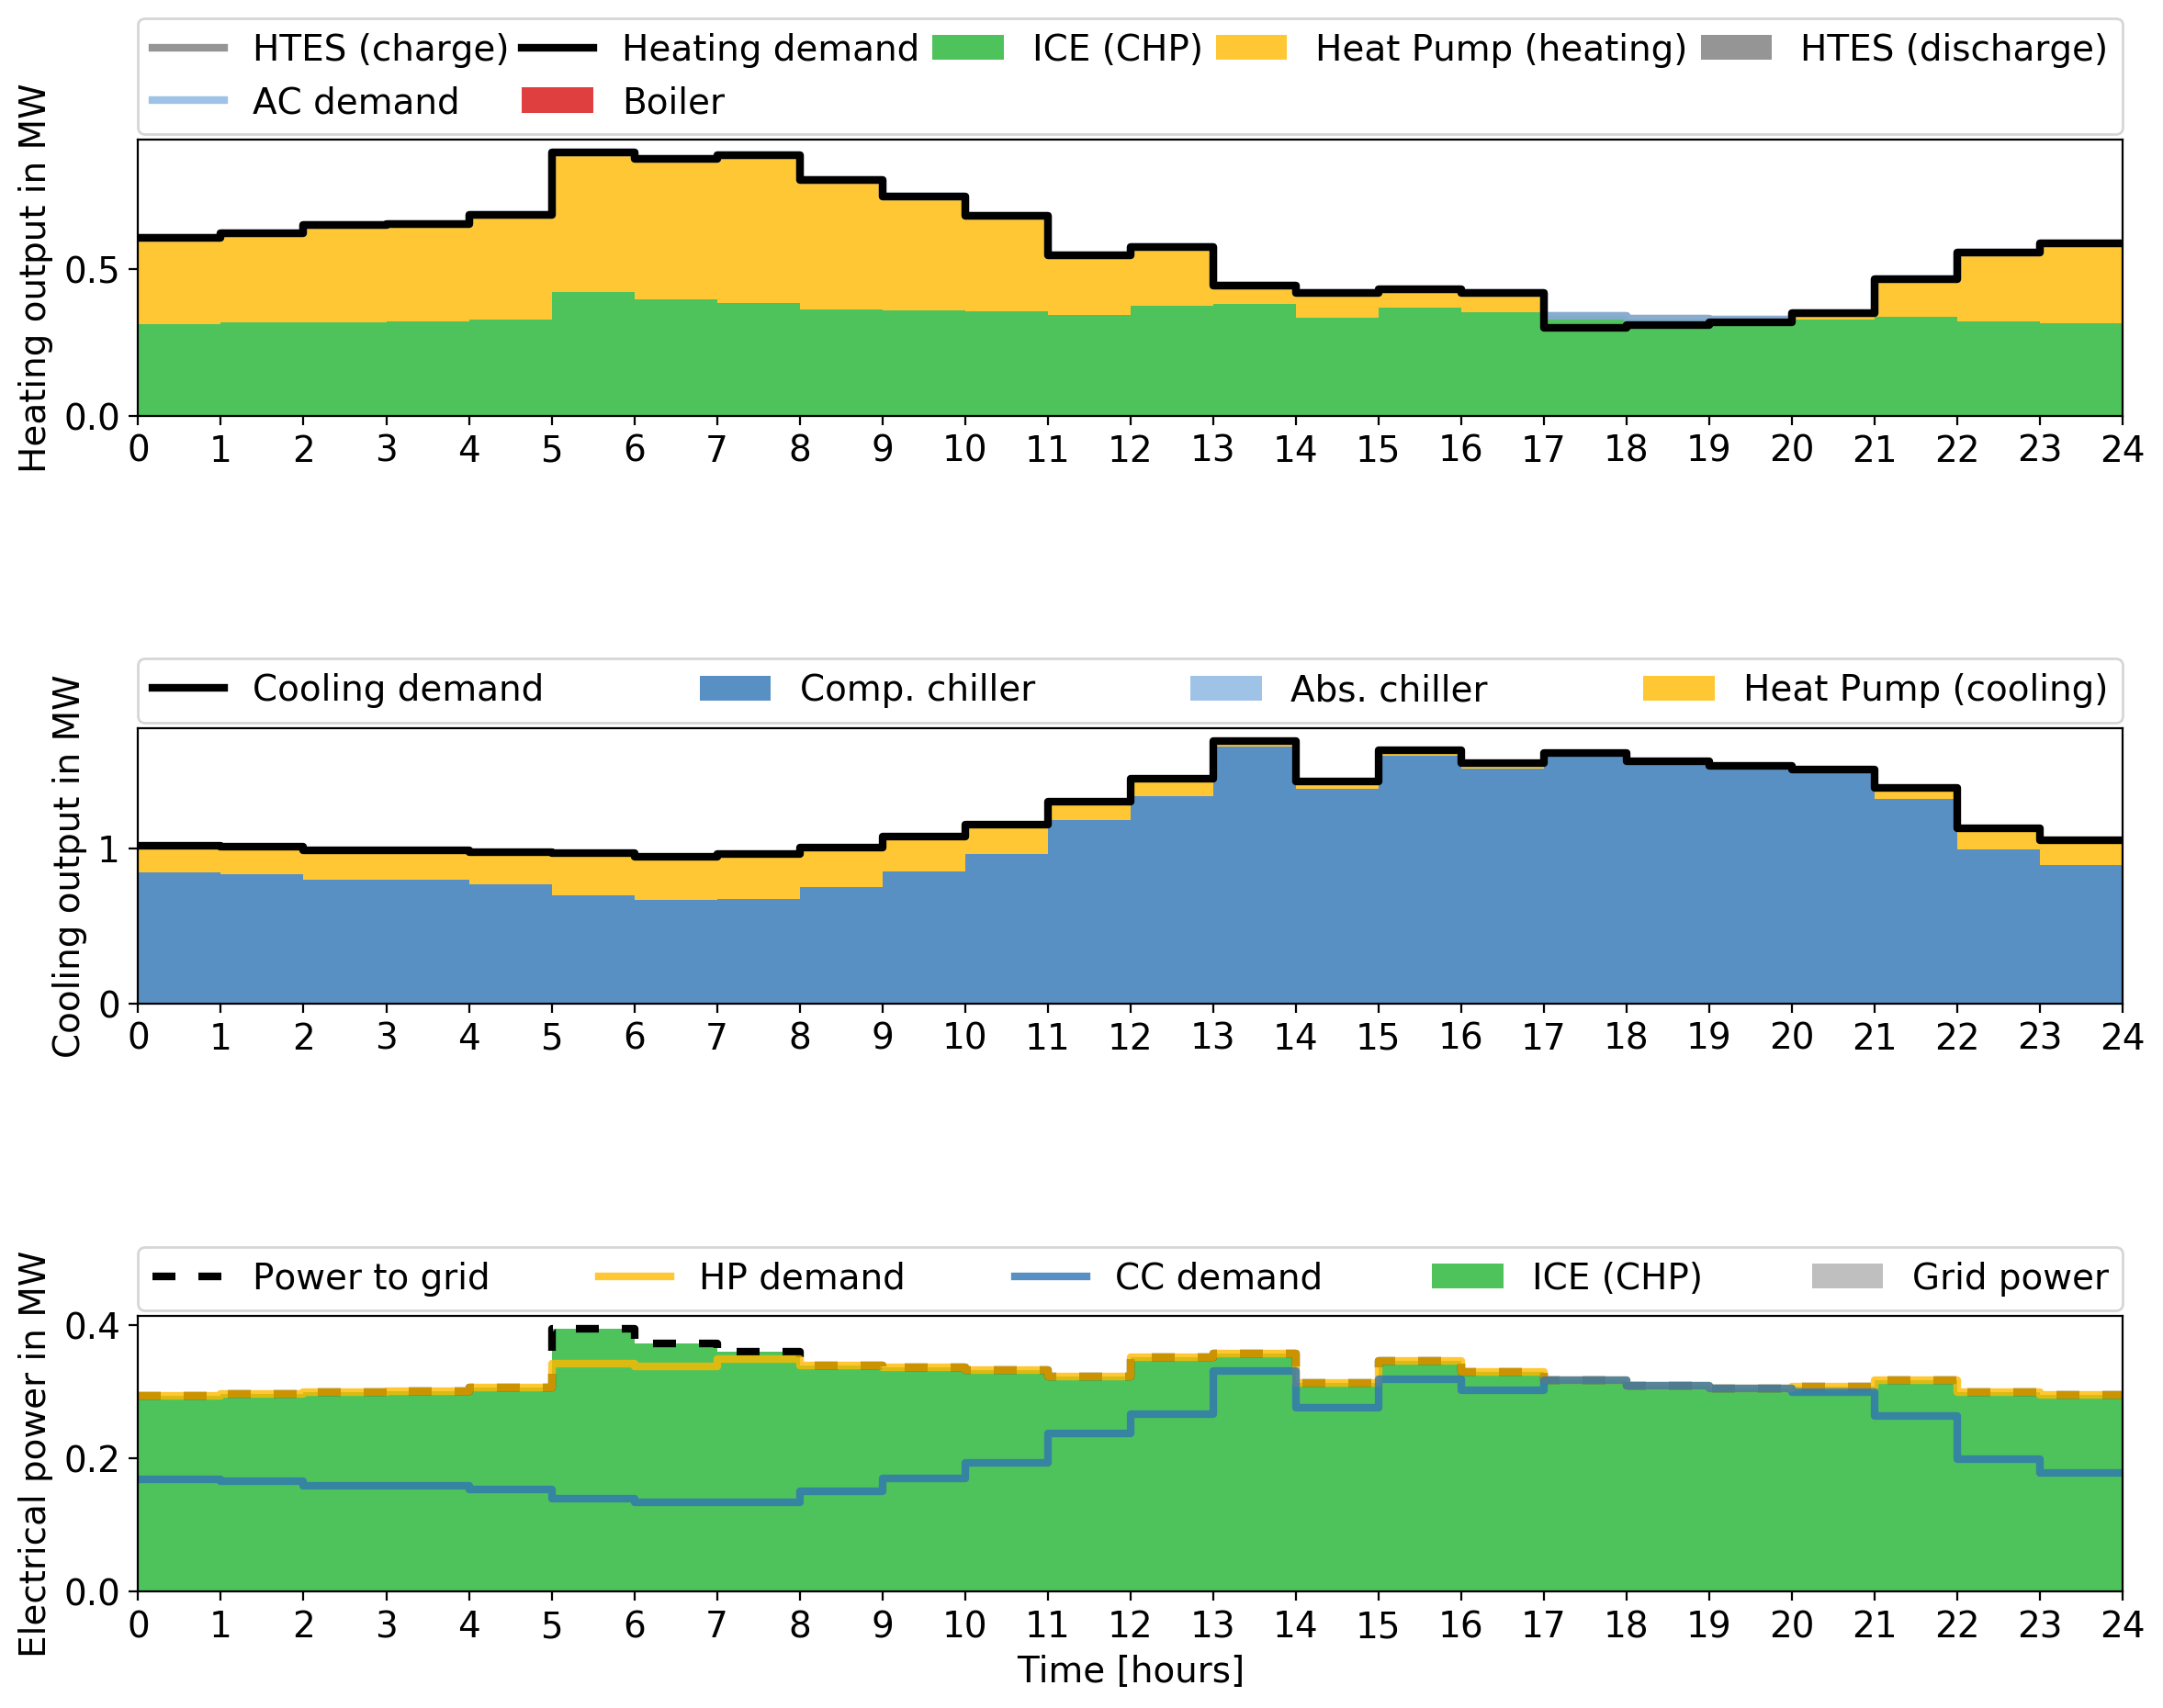 HTES (charge) Heating demand ICE (CHP) Heat Pump (heating) HTES (discharge)
AC demand Boiler
Heating output in MW
0.5
0.0
0 1 2 3 4 5 6 7 8 9 10 11 12 13 14 15 16 17 18 19 20 21 22 23 24
Cooling demand Comp. chiller Abs. chiller Heat Pump (cooling)
Cooling output in MW
1
0
0 1 2 3 4 5 6 7 8 9 10 11 12 13 14 15 16 17 18 19 20 21 22 23 24
Power to grid HP demand CC demand ICE (CHP) Grid power
Electrical power in MW
0.4
0.2
0.0
0 1 2 3 4 5 6 7 8 9 10 11 12 13 14 15 16 17 18 19 20 21 22 23 24
Time [hours]